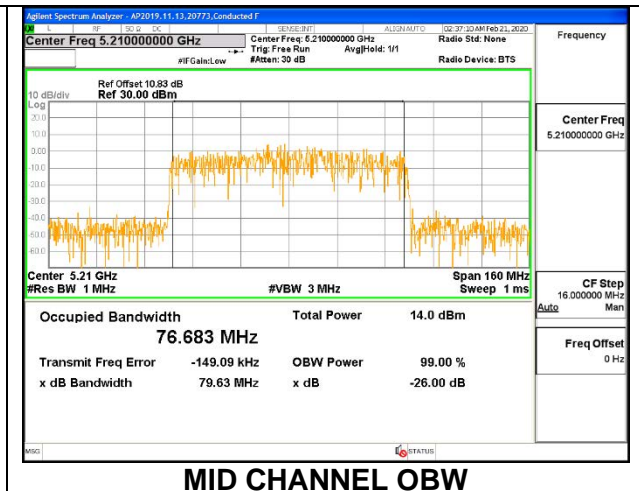 Agilent Spectrum Analyzer - AP2019.11.13,20773,Conducted F
L RF 50 Ω DC SENSE:INT ALIGN AUTO 02:37:10 AM Feb 21, 2020
Center Freq 5.210000000 GHz Center Freq: 5.210000000 GHz Radio Std: None Frequency
Trig: Free Run Avg|Hold: 1/1
#IFGain:Low #Atten: 30 dB Radio Device: BTS
Ref Offset 10.83 dB
10 dB/div Ref 30.00 dBm
Log
20.0
10.0
0.00
-10.0
-20.0
-30.0
-40.0
-50.0
-60.0
Center Freq
5.210000000 GHz
Center 5.21 GHz Span 160 MHz
#Res BW 1 MHz #VBW 3 MHz Sweep 1 ms
CF Step
16.000000 MHz
Auto Man
Occupied Bandwidth Total Power 14.0 dBm
76.683 MHz
Freq Offset
0 Hz
Transmit Freq Error -149.09 kHz OBW Power 99.00 %
x dB Bandwidth 79.63 MHz x dB -26.00 dB
MSG STATUS
MID CHANNEL OBW